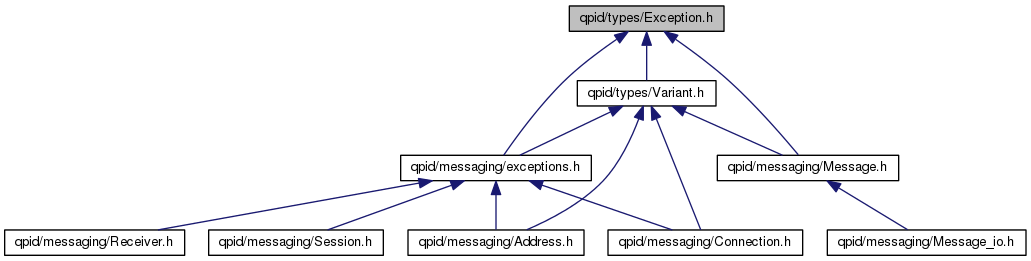 qpid/types/Exception.h
qpid/types/Variant.h
qpid/messaging/exceptions.h
qpid/messaging/Message.h
qpid/messaging/Receiver.h
qpid/messaging/Session.h
qpid/messaging/Address.h
qpid/messaging/Connection.h
qpid/messaging/Message_io.h